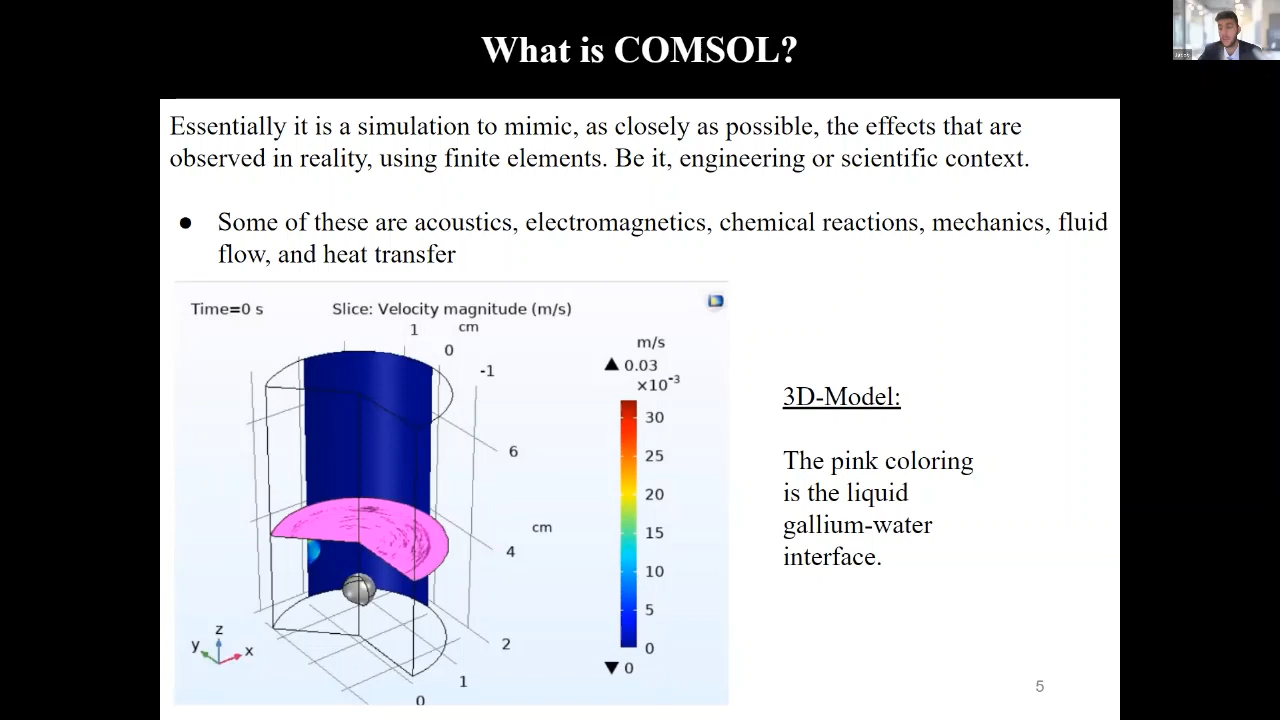 What is COMSOL?
Jacob
Essentially it is a simulation to mimic, as closely as possible, the effects that are
observed in reality, using finite elements. Be it, engineering or scientific context.
● Some of these are acoustics, electromagnetics, chemical reactions, mechanics, fluid
flow, and heat transfer
Time=0 s
Slice: Velocity magnitude (m/s)
1
cm
0
-1
6
cm
4
2
1
0
z
y
x
m/s
▲ 0.03
×10⁻³
30
25
20
15
10
5
0
▼ 0
3D-Model:
The pink coloring
is the liquid
gallium-water
interface.
5